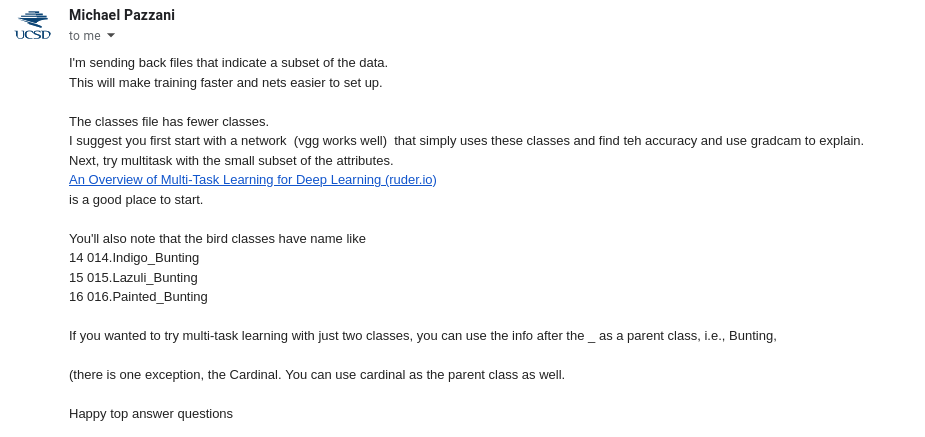 UCSD
Michael Pazzani
to me
I'm sending back files that indicate a subset of the data.
This will make training faster and nets easier to set up.
The classes file has fewer classes.
I suggest you first start with a network  (vgg works well)  that simply uses these classes and find teh accuracy and use gradcam to explain.
Next, try multitask with the small subset of the attributes.
An Overview of Multi-Task Learning for Deep Learning (ruder.io)
is a good place to start.
You'll also note that the bird classes have name like
14 014.Indigo_Bunting
15 015.Lazuli_Bunting
16 016.Painted_Bunting
If you wanted to try multi-task learning with just two classes, you can use the info after the _ as a parent class, i.e., Bunting,
(there is one exception, the Cardinal. You can use cardinal as the parent class as well.
Happy top answer questions